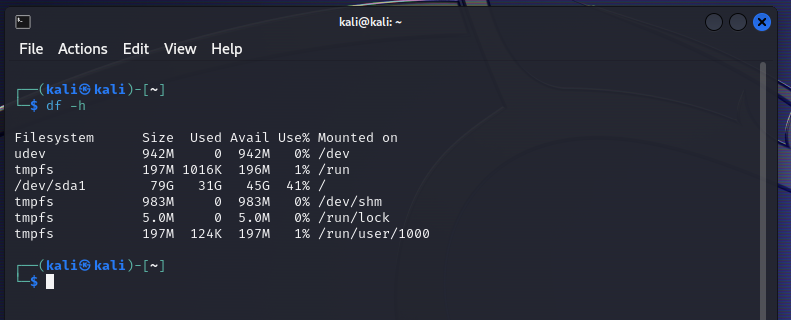 kali@kali: ~
File Actions Edit View Help
┌──(kali㉿kali)-[~]
└─$ df -h
Filesystem      Size  Used Avail Use% Mounted on
udev            942M     0  942M   0% /dev
tmpfs           197M 1016K  196M   1% /run
/dev/sda1        79G   31G   45G  41% /
tmpfs           983M     0  983M   0% /dev/shm
tmpfs           5.0M     0  5.0M   0% /run/lock
tmpfs           197M  124K  197M   1% /run/user/1000
┌──(kali㉿kali)-[~]
└─$